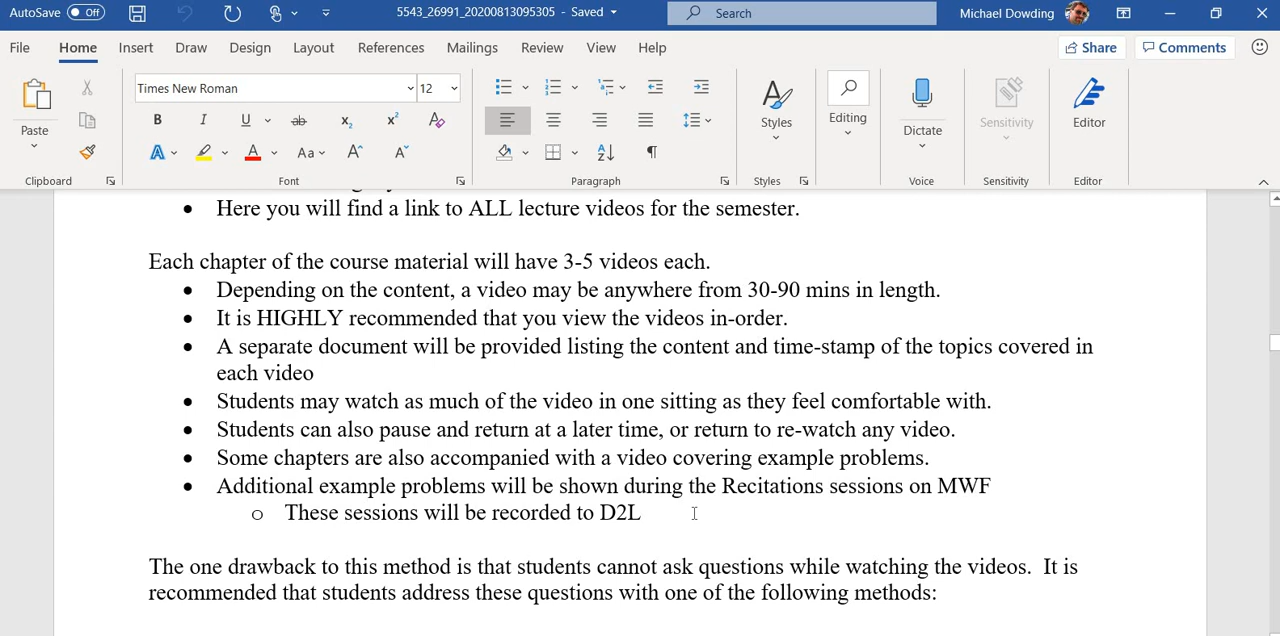 AutoSave Off 5543_26991_20200813095305 - Saved Search Michael Dowding
File Home Insert Draw Design Layout References Mailings Review View Help Share Comments
Times New Roman 12
B I U ab x₂ x² A
A A Aa A A
Paste Styles Editing Dictate Sensitivity Editor
Clipboard Font Paragraph Styles Voice Sensitivity Editor
• Here you will find a link to ALL lecture videos for the semester.
Each chapter of the course material will have 3-5 videos each.
• Depending on the content, a video may be anywhere from 30-90 mins in length.
• It is HIGHLY recommended that you view the videos in-order.
• A separate document will be provided listing the content and time-stamp of the topics covered in
each video
• Students may watch as much of the video in one sitting as they feel comfortable with.
• Students can also pause and return at a later time, or return to re-watch any video.
• Some chapters are also accompanied with a video covering example problems.
• Additional example problems will be shown during the Recitations sessions on MWF
o These sessions will be recorded to D2L
The one drawback to this method is that students cannot ask questions while watching the videos.  It is
recommended that students address these questions with one of the following methods: